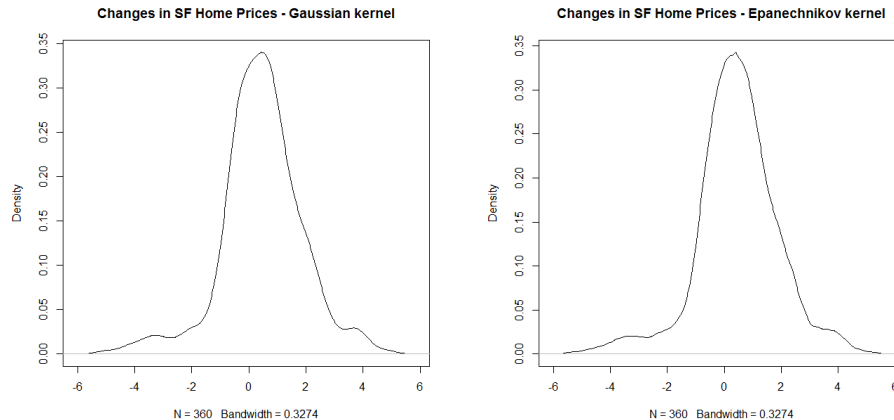 Changes in SF Home Prices - Gaussian kernel
Density
0.00 0.05 0.10 0.15 0.20 0.25 0.30 0.35
-6 -4 -2 0 2 4 6
N = 360 Bandwidth = 0.3274
Changes in SF Home Prices - Epanechnikov kernel
Density
0.00 0.05 0.10 0.15 0.20 0.25 0.30 0.35
-6 -4 -2 0 2 4 6
N = 360 Bandwidth = 0.3274